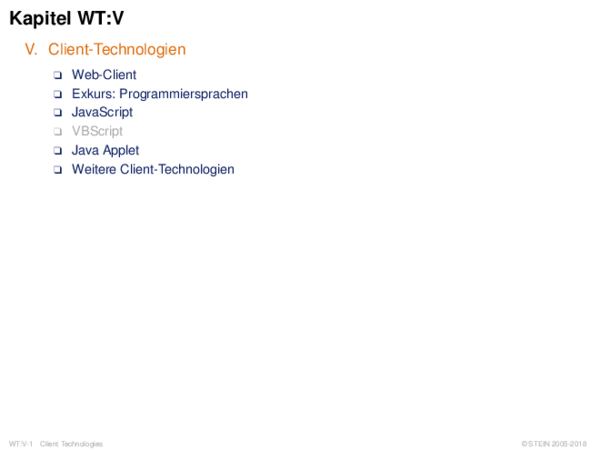 Kapitel WT:V
V. Client-Technologien
❑ Web-Client
❑ Exkurs: Programmiersprachen
❑ JavaScript
❑ VBScript
❑ Java Applet
❑ Weitere Client-Technologien
WT:V-1 Client Technologies © STEIN 2005-2018